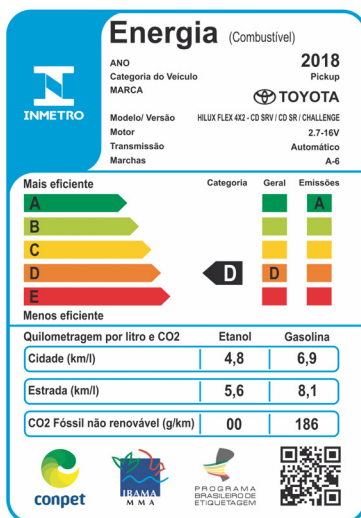 Energia (Combustível)
INMETRO
ANO 2018
Categoria do Veículo Pickup
MARCA TOYOTA
Modelo/ Versão HILUX FLEX 4X2 - CD SRV / CD SR / CHALLENGE
Motor 2.7-16V
Transmissão Automático
Marchas A-6
Mais eficiente Categoria Geral Emissões
A A
B
C
D D D
E
Menos eficiente
Quilometragem por litro e CO2 Etanol Gasolina
Cidade (km/l) 4,8 6,9
Estrada (km/l) 5,6 8,1
CO2 Fóssil não renovável (g/km) 00 186
conpet
IBAMA
MMA
PROGRAMA
BRASILEIRO DE
ETIQUETAGEM